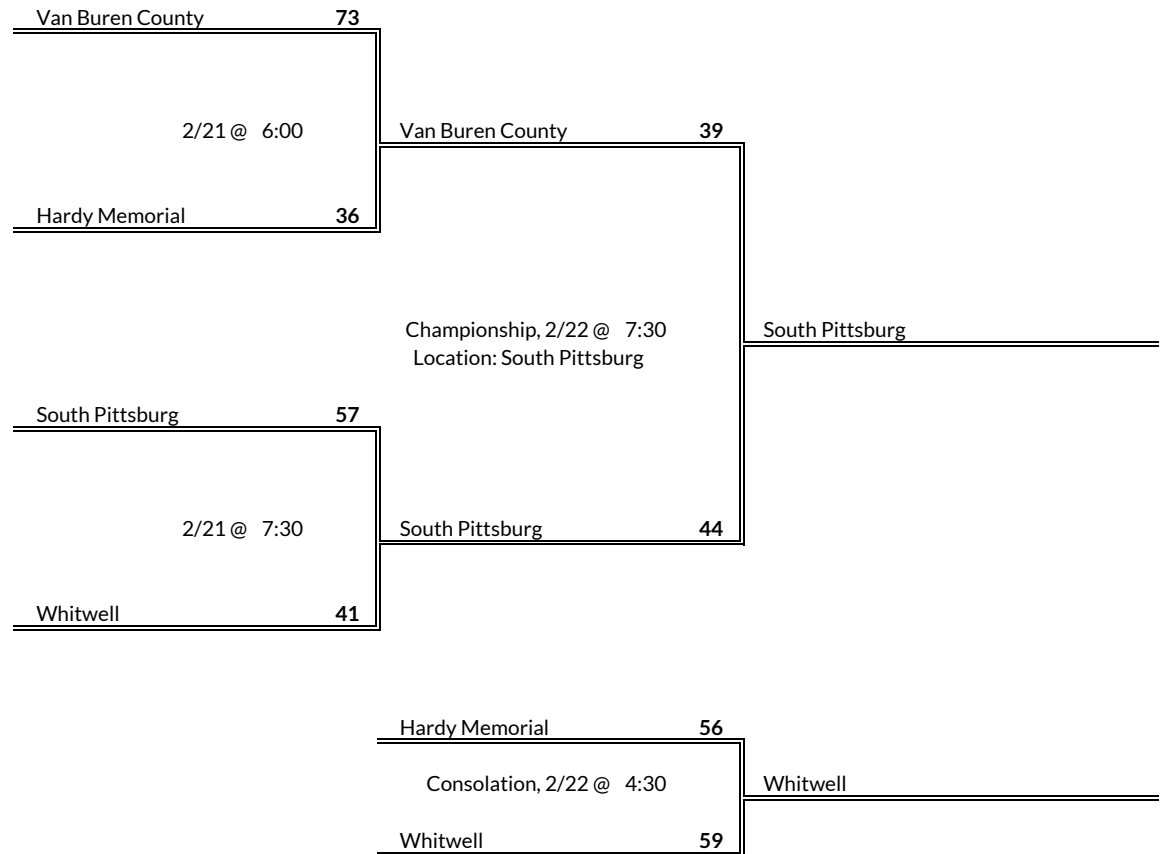 Van Buren County 73
2/21 @ 6:00
Van Buren County 39
Hardy Memorial 36
Championship, 2/22 @ 7:30
South Pittsburg
Location: South Pittsburg
South Pittsburg 57
2/21 @ 7:30
South Pittsburg 44
Whitwell 41
Hardy Memorial 56
Consolation, 2/22 @ 4:30
Whitwell
Whitwell 59